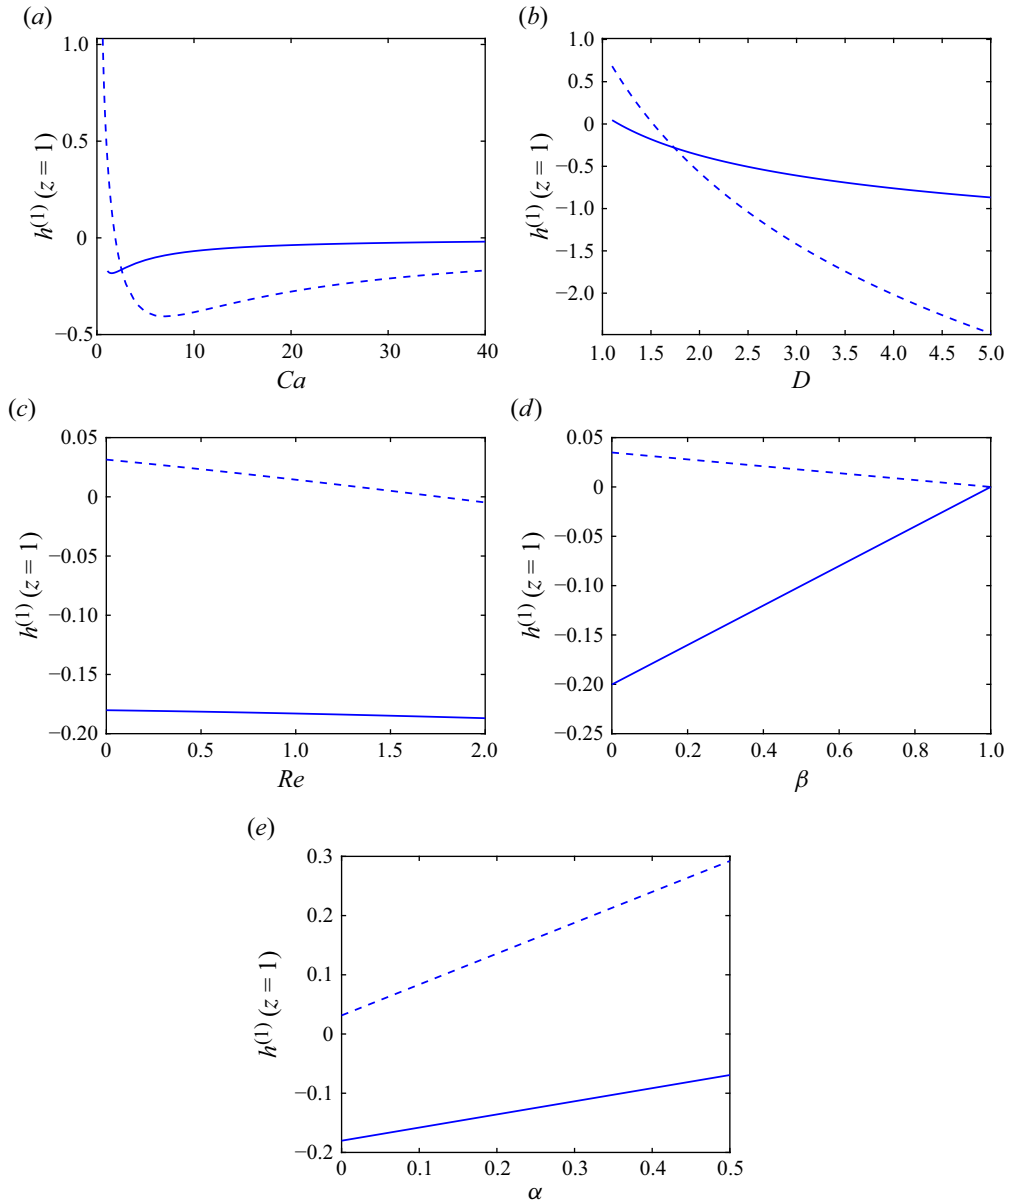 (a)
1.0
0.5
0
−0.5
h(1) (z = 1)
0 10 20 30 40
Ca
(b)
1.0
0.5
0
−0.5
−1.0
−1.5
−2.0
h(1) (z = 1)
1.0 1.5 2.0 2.5 3.0 3.5 4.0 4.5 5.0
D
(c)
0.05
0
−0.05
−0.10
−0.15
−0.20
h(1) (z = 1)
0 0.5 1.0 1.5 2.0
Re
(d)
0.05
0
−0.05
−0.10
−0.15
−0.20
−0.25
h(1) (z = 1)
0 0.2 0.4 0.6 0.8 1.0
β
(e)
0.3
0.2
0.1
0
−0.1
−0.2
h(1) (z = 1)
0 0.1 0.2 0.3 0.4 0.5
α